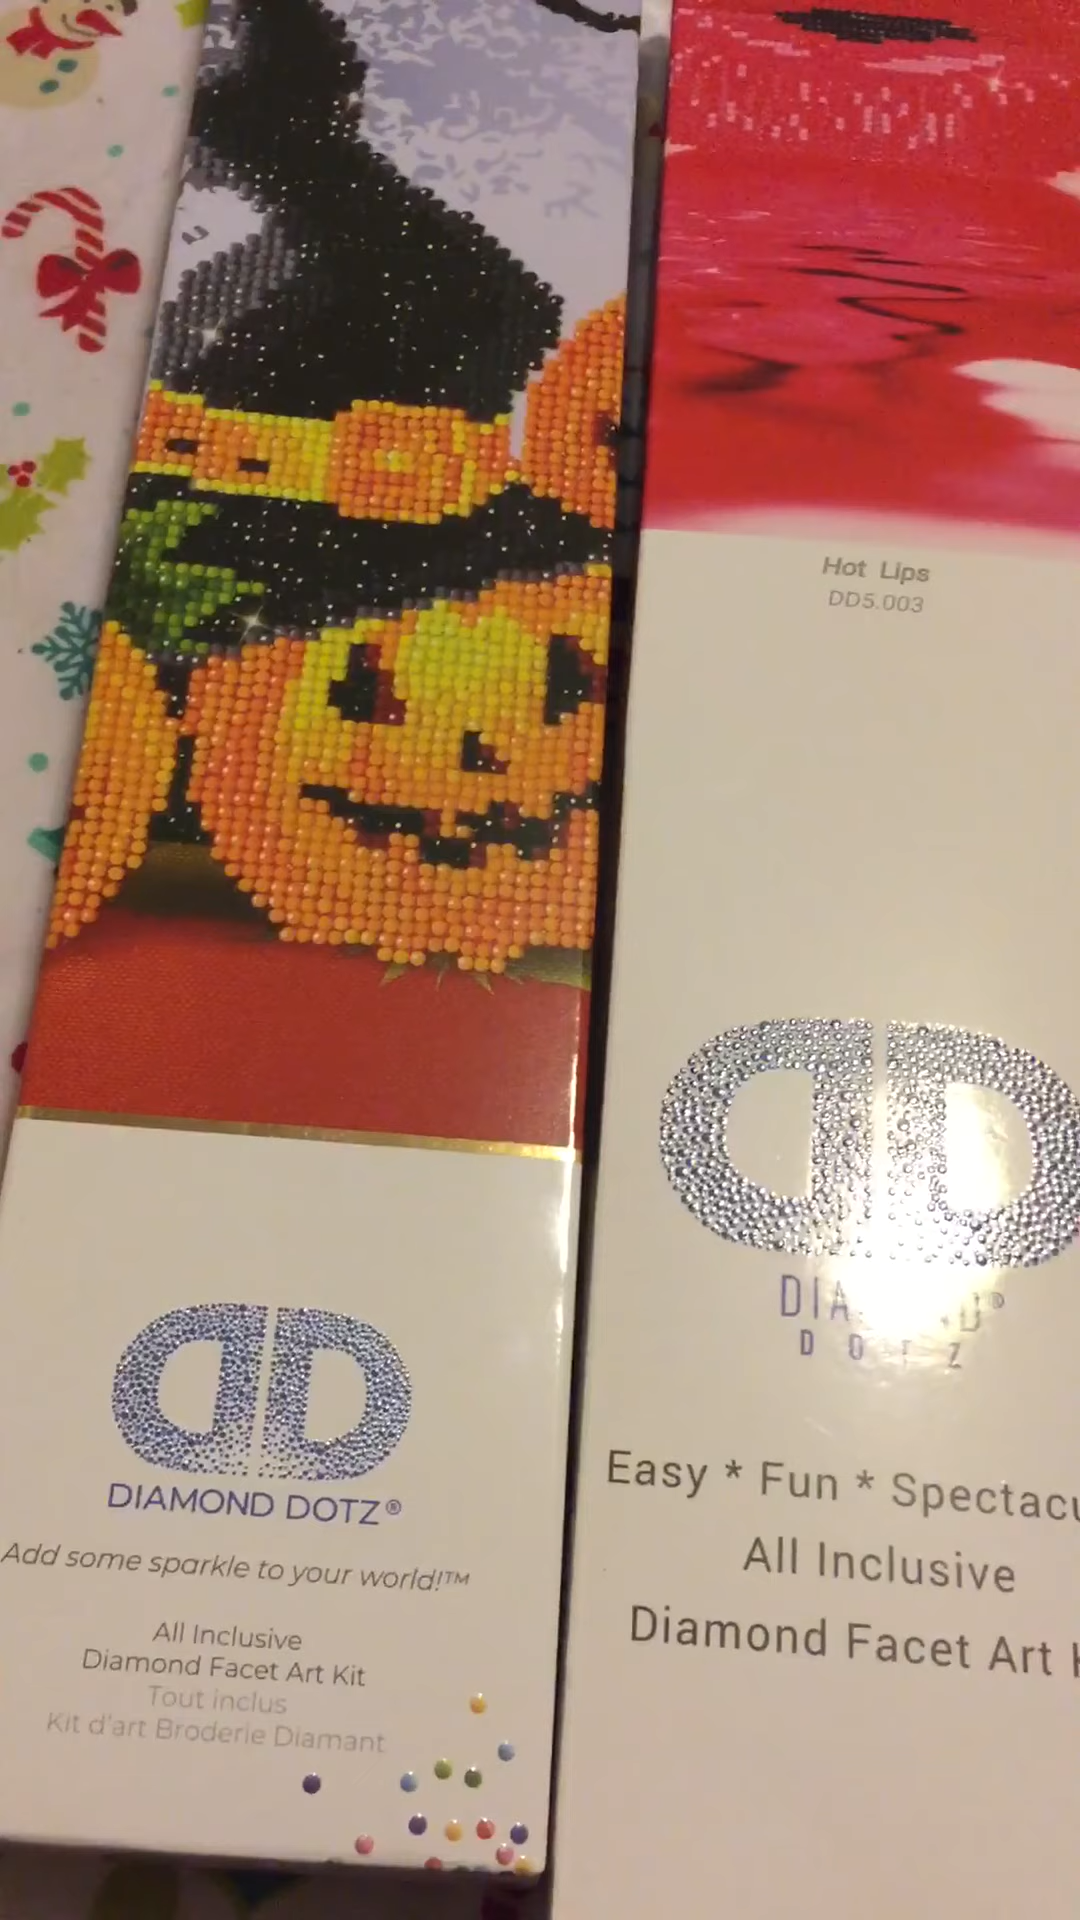 DIAMOND DOTZ®
Add some sparkle to your world!™
All Inclusive
Diamond Facet Art Kit
Tout inclus
Kit d'art Broderie Diamant
Hot Lips
DD5.003
Easy * Fun *
All Inclusive
Diamond Facet Art